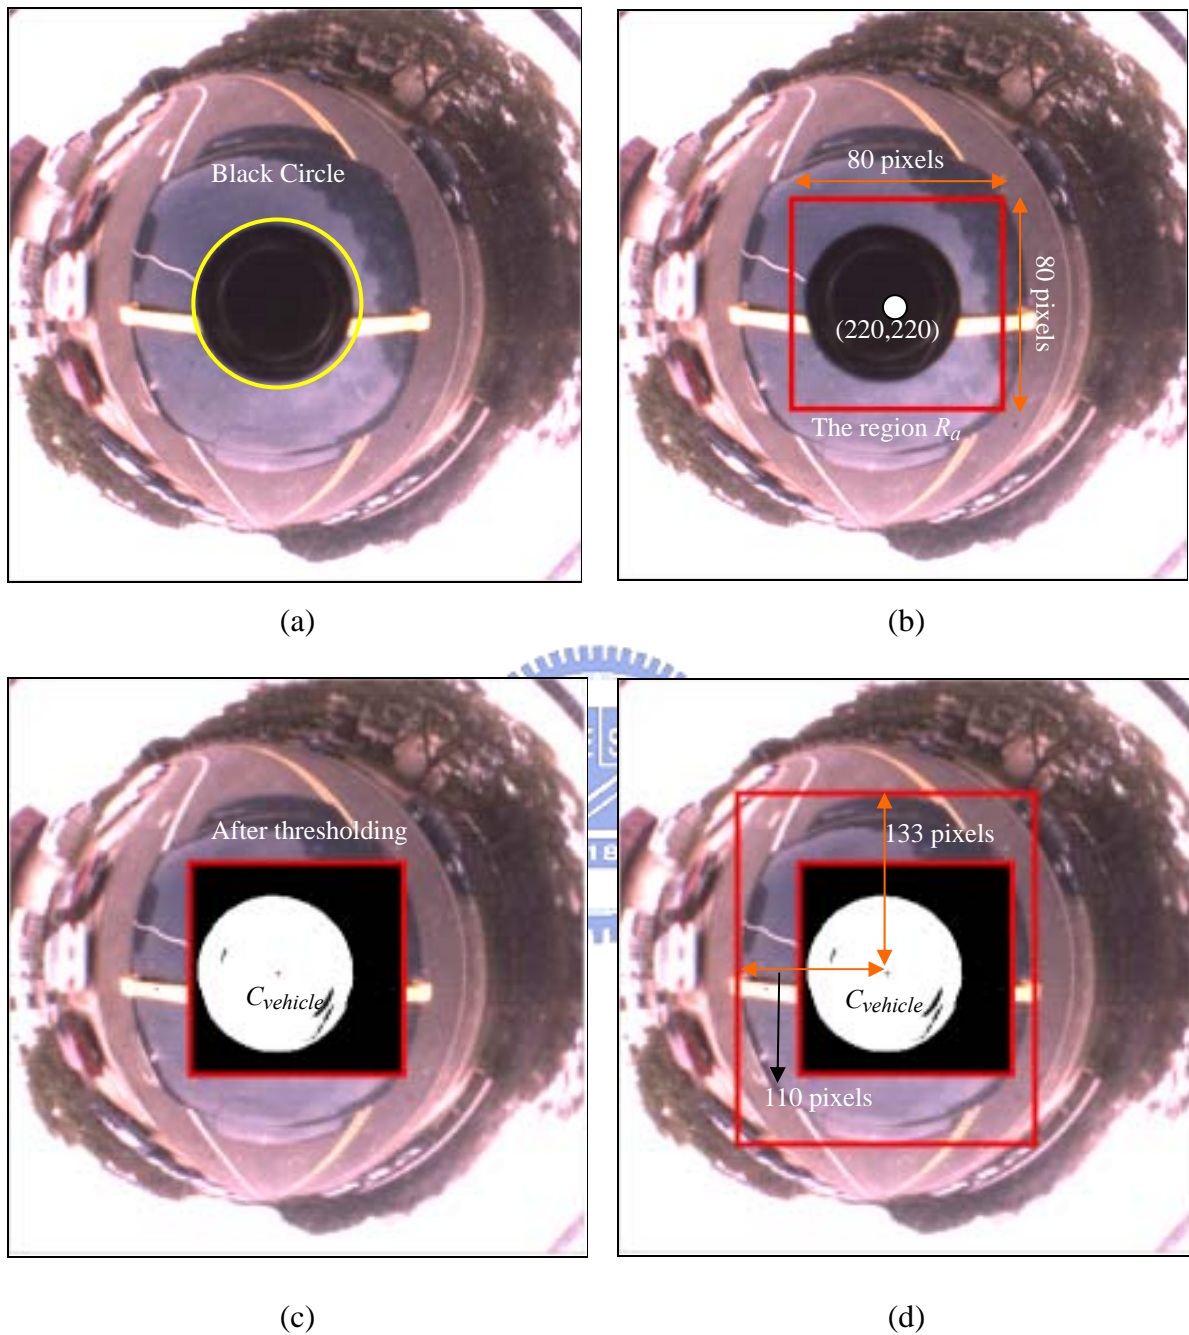 Black Circle
80 pixels
80 pixels
(220,220)
The region Ra
(a)
(b)
After thresholding
Cvehicle
133 pixels
Cvehicle
110 pixels
(c)
(d)